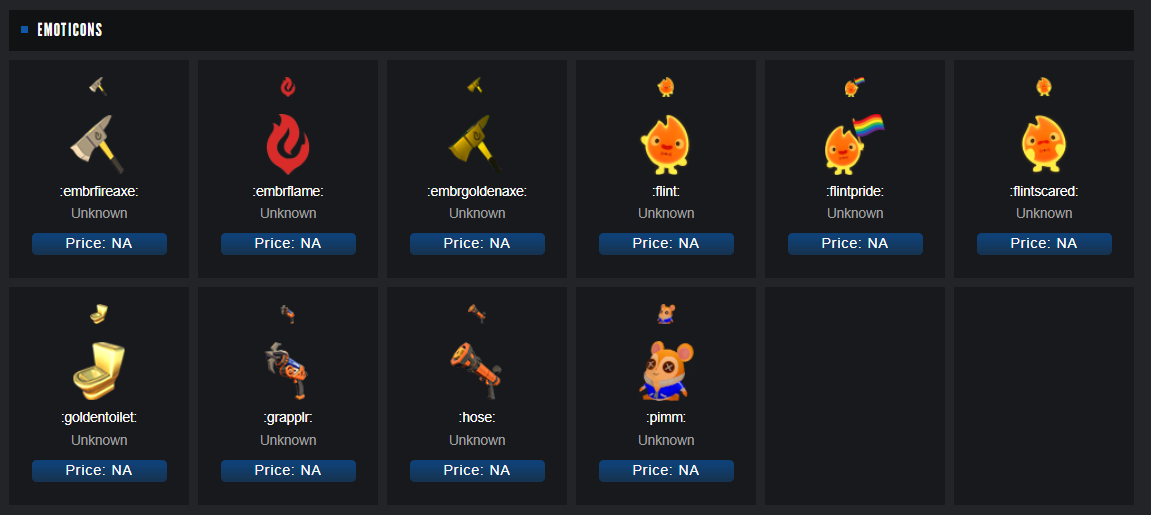 EMOTICONS
:embrfireaxe: :embrflame: :embrgoldenaxe: :flint: :flintpride: :flintscared:
Unknown Unknown Unknown Unknown Unknown Unknown
Price: NA Price: NA Price: NA Price: NA Price: NA Price: NA
:goldentoilet: :grapplr: :hose: :pimm:
Unknown Unknown Unknown Unknown
Price: NA Price: NA Price: NA Price: NA